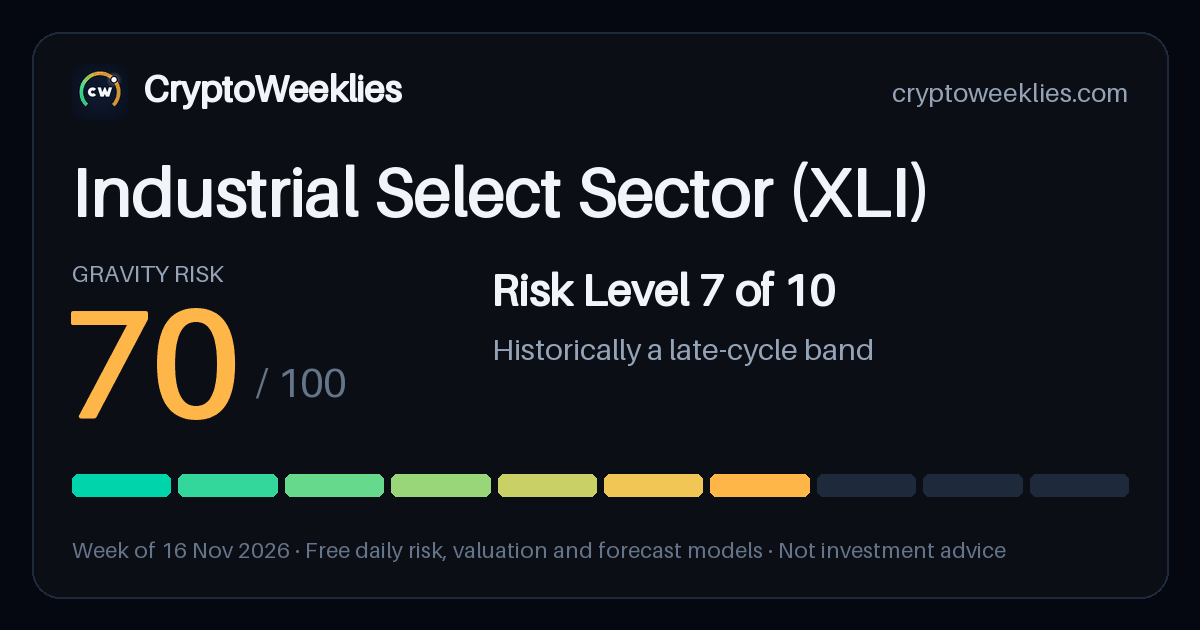 CW
CryptoWeeklies
cryptoweeklies.com
Industrial Select Sector (XLI)
GRAVITY RISK
70 / 100
Risk Level 7 of 10
Historically a late-cycle band
Week of 16 Nov 2026 · Free daily risk, valuation and forecast models · Not investment advice